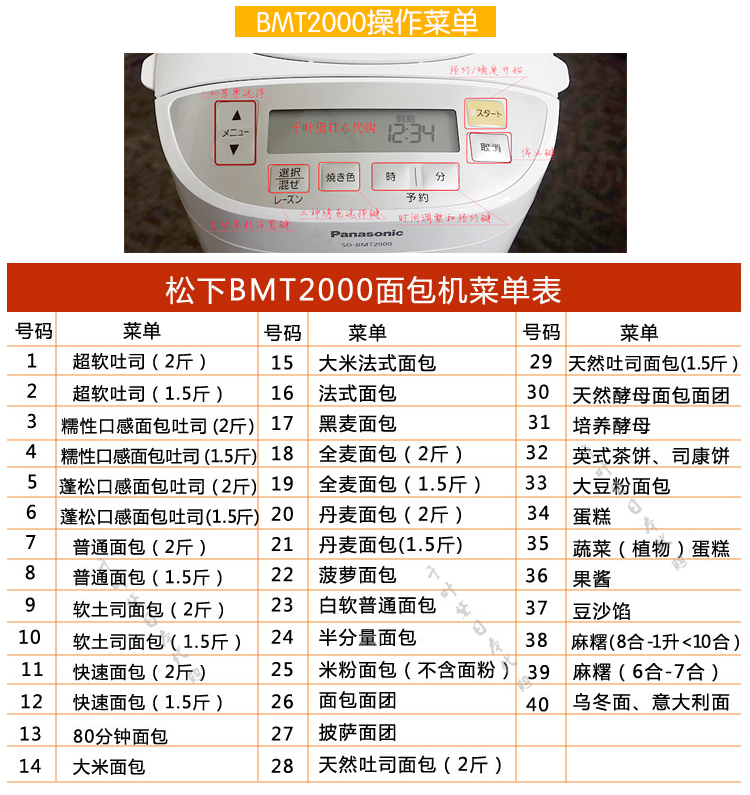 BMT2000操作菜单
预约/确定开始
菜单选择
▲
メニュー
▼
千叶独日本代购
時刻
12:34
スタート
取消
停止键
選択
混ぜ
レーズン
焼き色
時
分
予約
三种烤色选择键
时间调整和预约键
Panasonic
SD-BMT2000
松下BMT2000面包机菜单表
号码 菜单 号码 菜单 号码 菜单
1 超软吐司（2斤） 15 大米法式面包 29 天然吐司面包(1.5斤)
2 超软吐司（1.5斤） 16 法式面包 30 天然酵母面包面团
3 糯性口感面包吐司 (2斤) 17 黑麦面包 31 培养酵母
4 糯性口感面包吐司 (1.5斤) 18 全麦面包（2斤） 32 英式茶饼、司康饼
5 蓬松口感面包吐司 (2斤) 19 全麦面包（1.5斤） 33 大豆粉面包
6 蓬松口感面包吐司(1.5斤) 20 丹麦面包（2斤） 34 蛋糕
7 普通面包（2斤） 21 丹麦面包(1.5斤) 35 蔬菜（植物）蛋糕
8 普通面包（1.5斤） 22 菠萝面包 36 果酱
9 软土司面包（2斤） 23 白软普通面包 37 豆沙馅
10 软土司面包（1.5斤） 24 半分量面包 38 麻糬(8合-1升<10合)
11 快速面包（2斤） 25 米粉面包（不含面粉） 39 麻糬（6合-7合）
12 快速面包（1.5斤） 26 面包面团 40 乌冬面、意大利面
13 80分钟面包 27 披萨面团
14 大米面包 28 天然吐司面包（2斤）